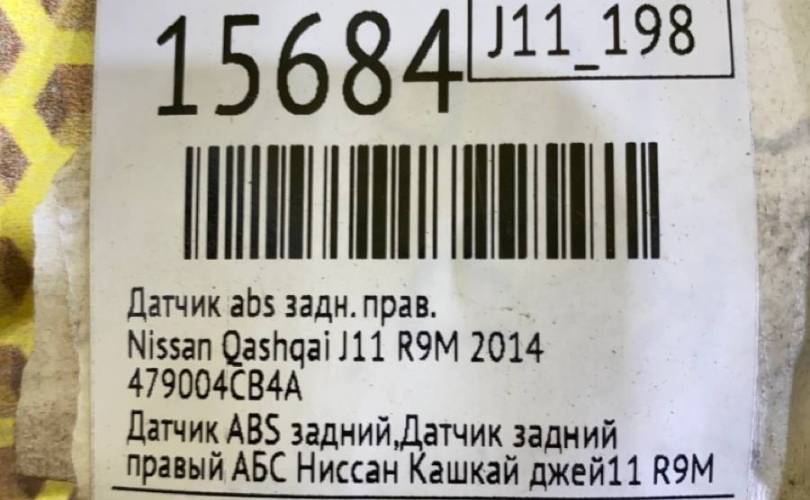 15684
J11_198
Датчик abs задн. прав.
Nissan Qashqai J11 R9M 2014
479004CB4A
Датчик ABS задний,Датчик задний
правый АБС Ниссан Кашкай джей11 R9M